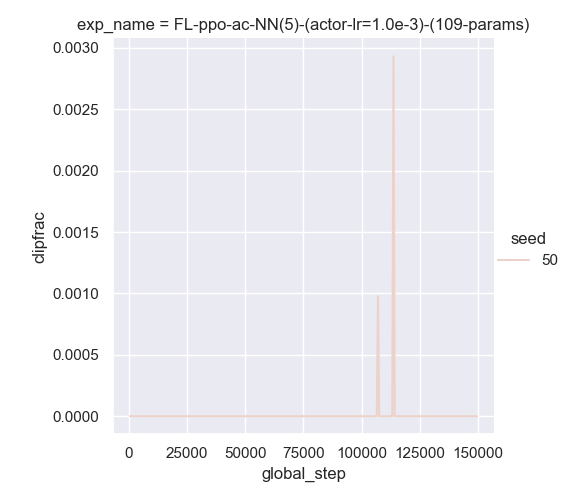 exp_name = FL-ppo-ac-NN(5)-(actor-lr=1.0e-3)-(109-params)
0.0030
0.0025
0.0020
0.0015
0.0010
0.0005
0.0000
clipfrac
seed
50
0 25000 50000 75000 100000 125000 150000
global_step